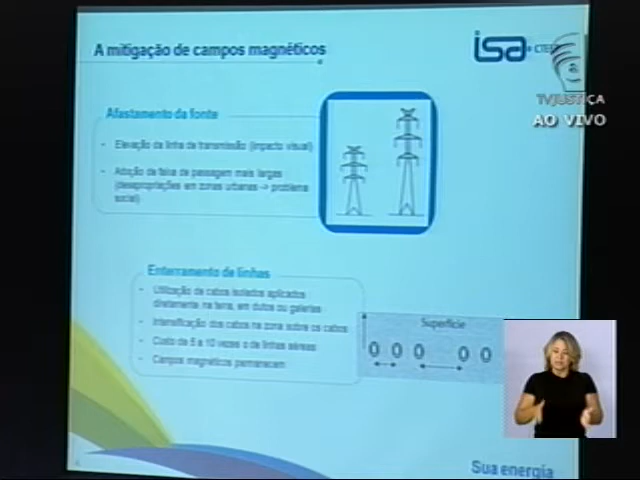 A mitigação de campos magnéticos
isa
CTEEP
TV JUSTIÇA
AO VIVO
Afastamento da fonte
- Elevação da linha de transmissão (impacto visual)
- Adoção de faixa de passagem mais largas
(desapropriações em zonas urbanas -> problema
social)
Enterramento de linhas
- Utilização de cabos isolados aplicados
diretamente na terra, em dutos ou galerias
- Intensificação dos cabos na zona sobre os cabos
- Custo de 5 a 10 vezes o de linhas aéreas
- Campos magnéticos permanecem
Superfície
Sua energia